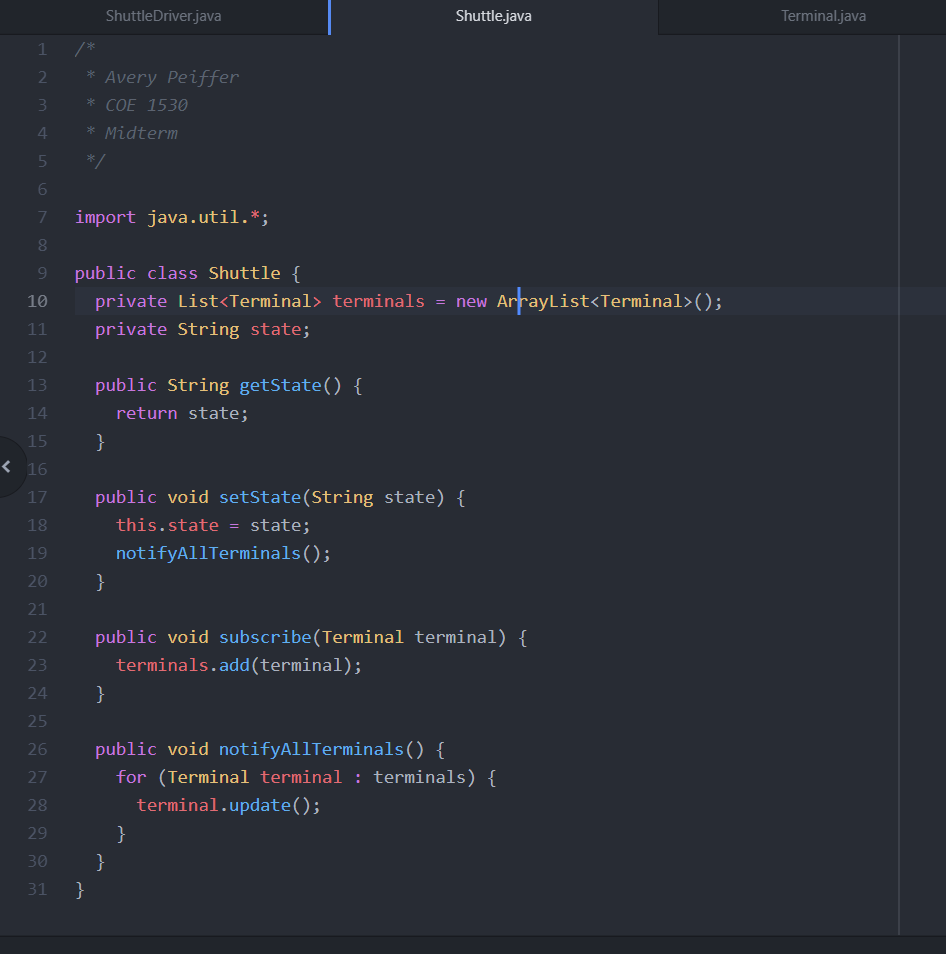 ShuttleDriver.java Shuttle.java Terminal.java
1 /*
2  * Avery Peiffer
3  * COE 1530
4  * Midterm
5  */
6
7 import java.util.*;
8
9 public class Shuttle {
10   private List<Terminal> terminals = new ArrayList<Terminal>();
11   private String state;
12
13   public String getState() {
14     return state;
15   }
16
17   public void setState(String state) {
18     this.state = state;
19     notifyAllTerminals();
20   }
21
22   public void subscribe(Terminal terminal) {
23     terminals.add(terminal);
24   }
25
26   public void notifyAllTerminals() {
27     for (Terminal terminal : terminals) {
28       terminal.update();
29     }
30   }
31 }